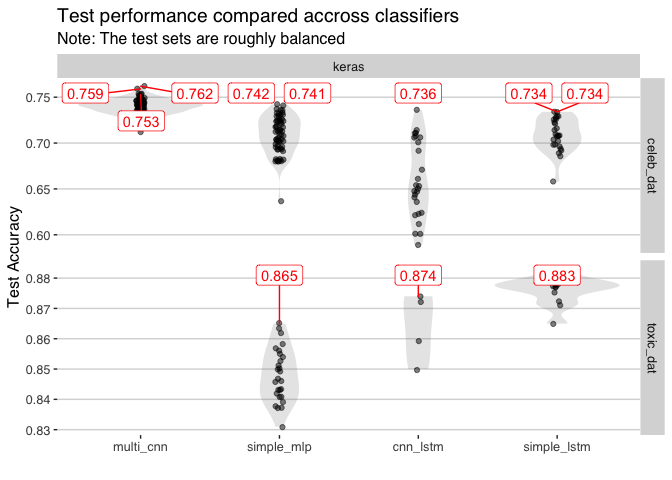 Test performance compared accross classifiers
Note: The test sets are roughly balanced
keras
Test Accuracy
0.75
0.70
0.65
0.60
0.759
0.762
0.753
0.742
0.741
0.736
0.734
0.734
celeb_dat
0.88
0.87
0.86
0.85
0.84
0.83
0.865
0.874
0.883
toxic_dat
multi_cnn
simple_mlp
cnn_lstm
simple_lstm